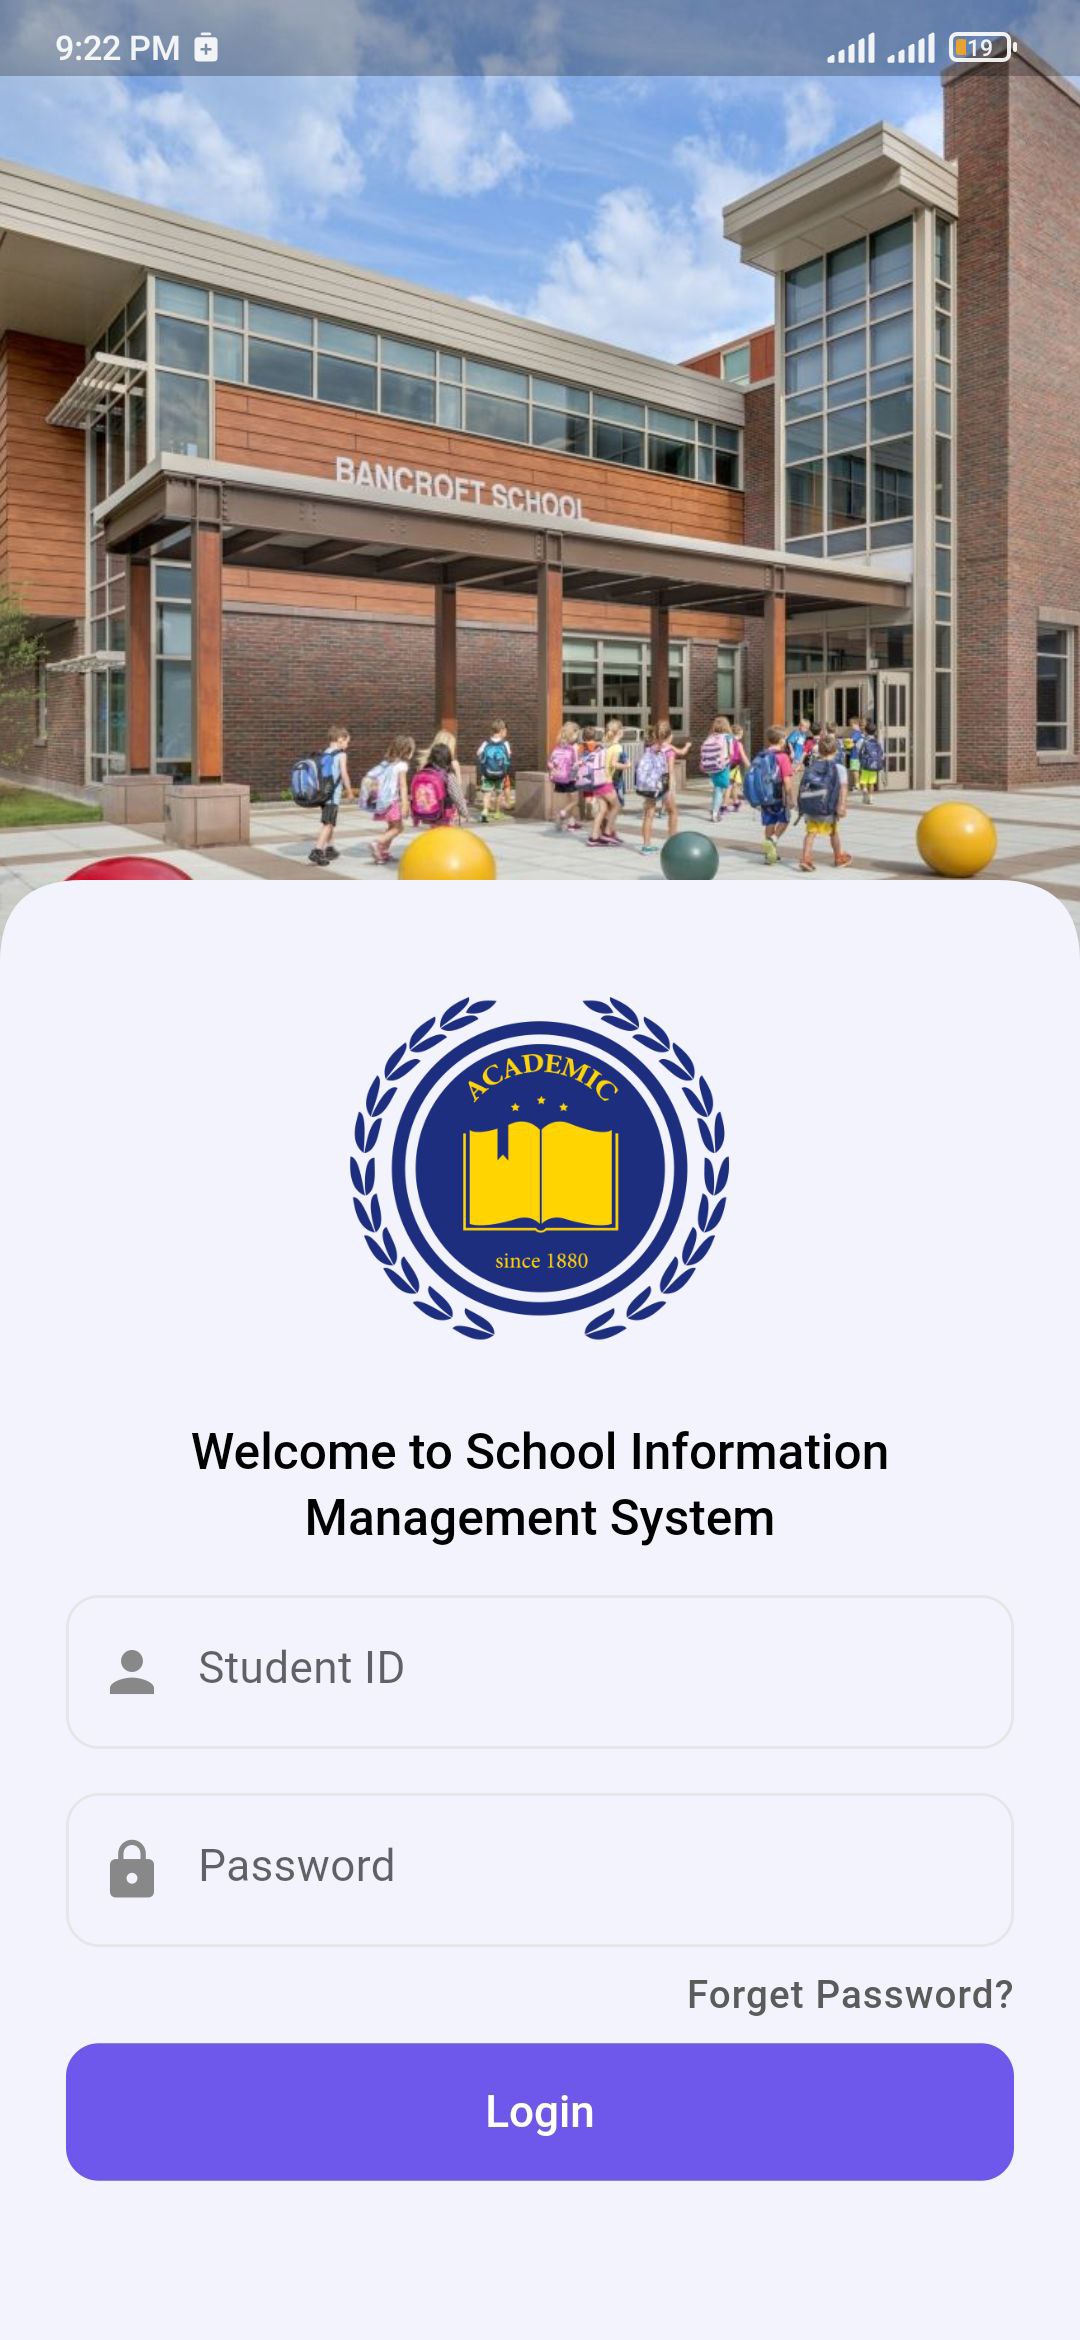 9:22 PM
19
BANCROFT SCHOOL
ACADEMIC
since 1880
Welcome to School Information
Management System
Student ID
Password
Forget Password?
Login